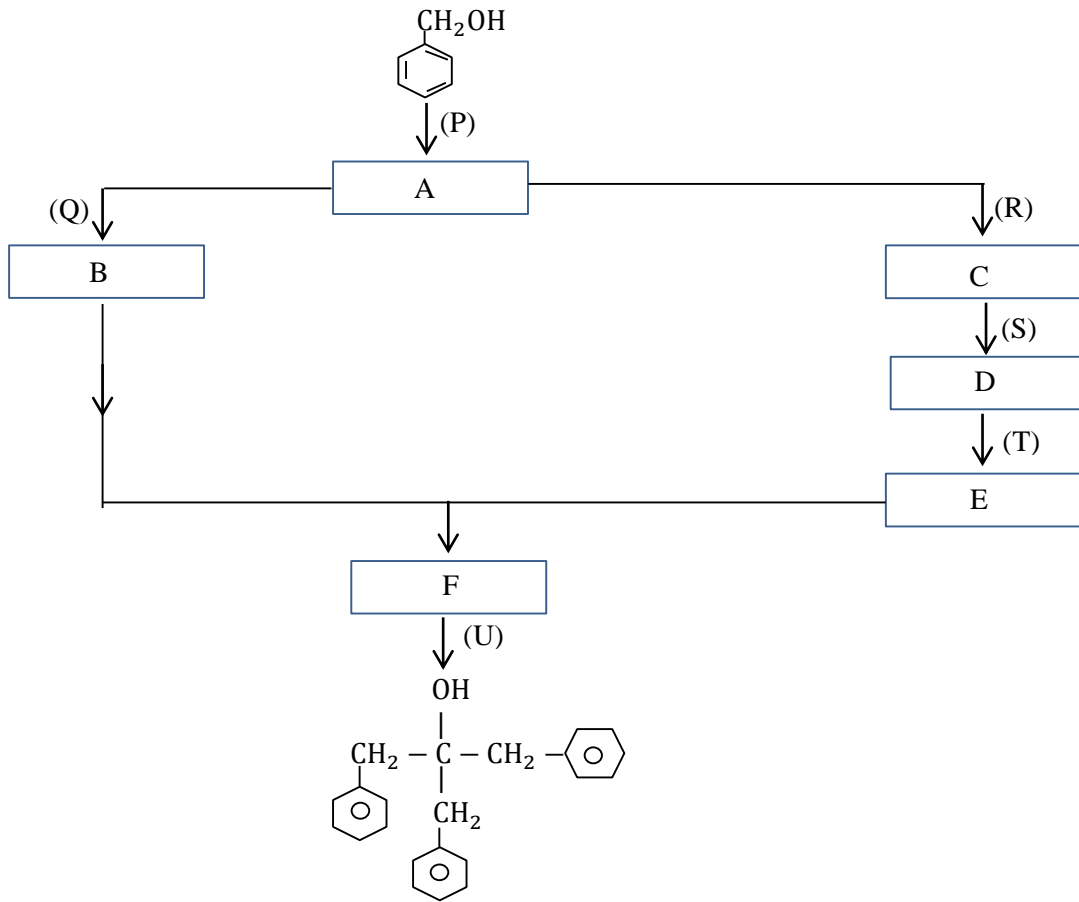 CH₂OH
(P)
A
(Q)
(R)
B
C
(S)
D
(T)
E
F
(U)
OH
CH₂ – C – CH₂ –
CH₂